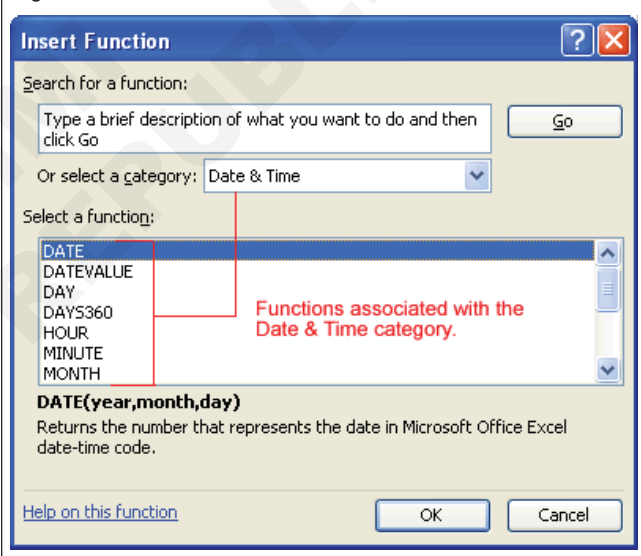 Insert Function
Search for a function:
Type a brief description of what you want to do and then
click Go
Go
Or select a category: Date & Time
Select a function:
DATE
DATEVALUE
DAY
DAYS360
HOUR
MINUTE
MONTH
Functions associated with the
Date & Time category.
DATE(year,month,day)
Returns the number that represents the date in Microsoft Office Excel
date-time code.
Help on this function
OK
Cancel